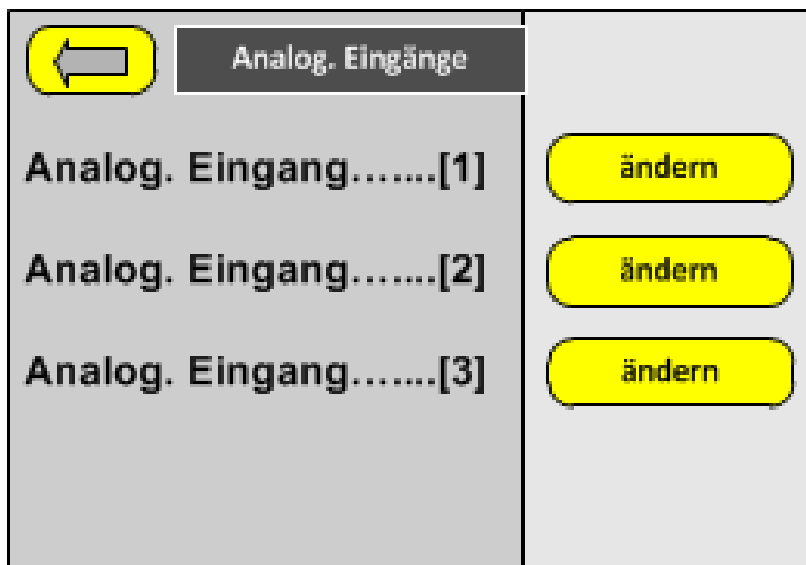 Analog. Eingänge
Analog. Eingang.......[1] ändern
Analog. Eingang.......[2] ändern
Analog. Eingang.......[3] ändern